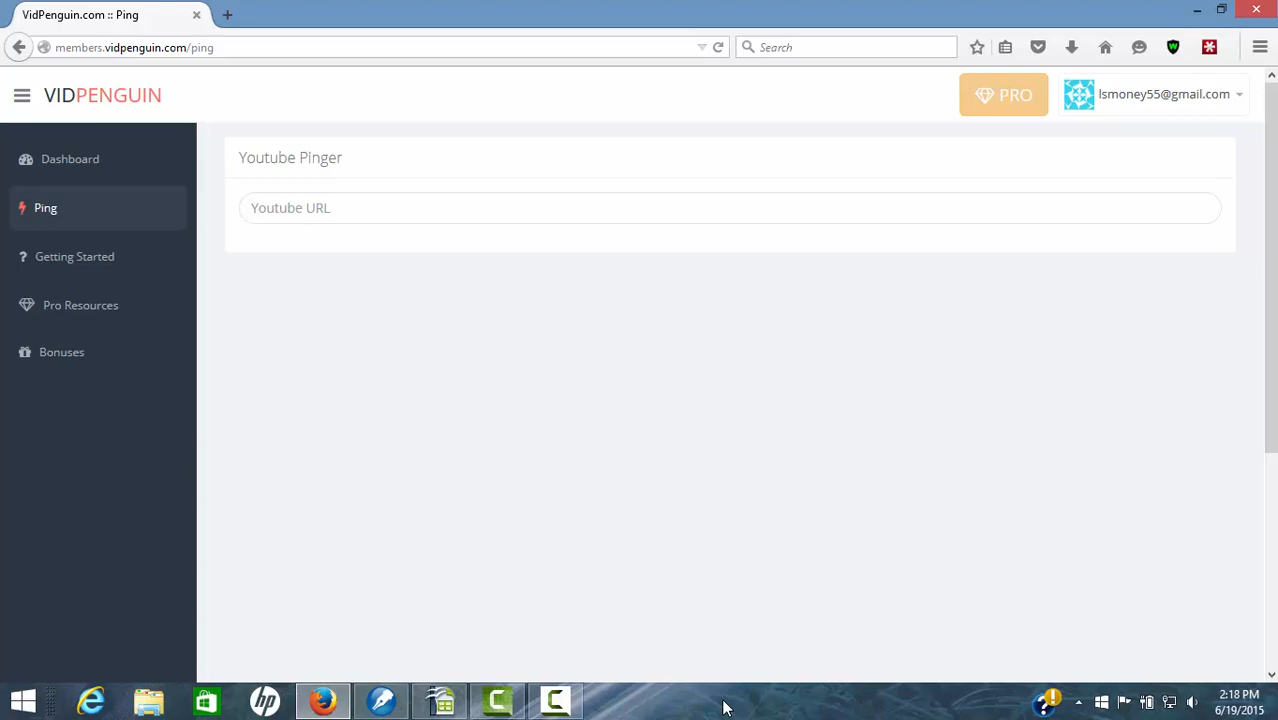 VidPenguin.com :: Ping
members.vidpenguin.com/ping
Search
VIDPENGUIN
PRO
lsmoney55@gmail.com
Dashboard
Youtube Pinger
Ping
Youtube URL
Getting Started
Pro Resources
Bonuses
2:18 PM
6/19/2015